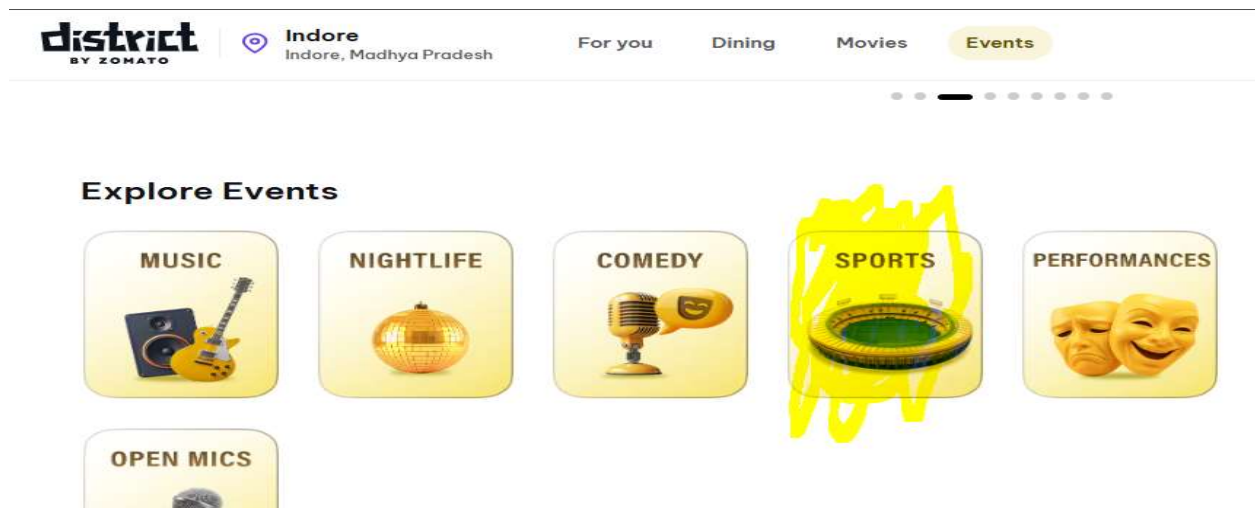 district
BY ZOMATO
Indore
Indore, Madhya Pradesh
For you
Dining
Movies
Events
Explore Events
MUSIC
NIGHTLIFE
COMEDY
SPORTS
PERFORMANCES
OPEN MICS